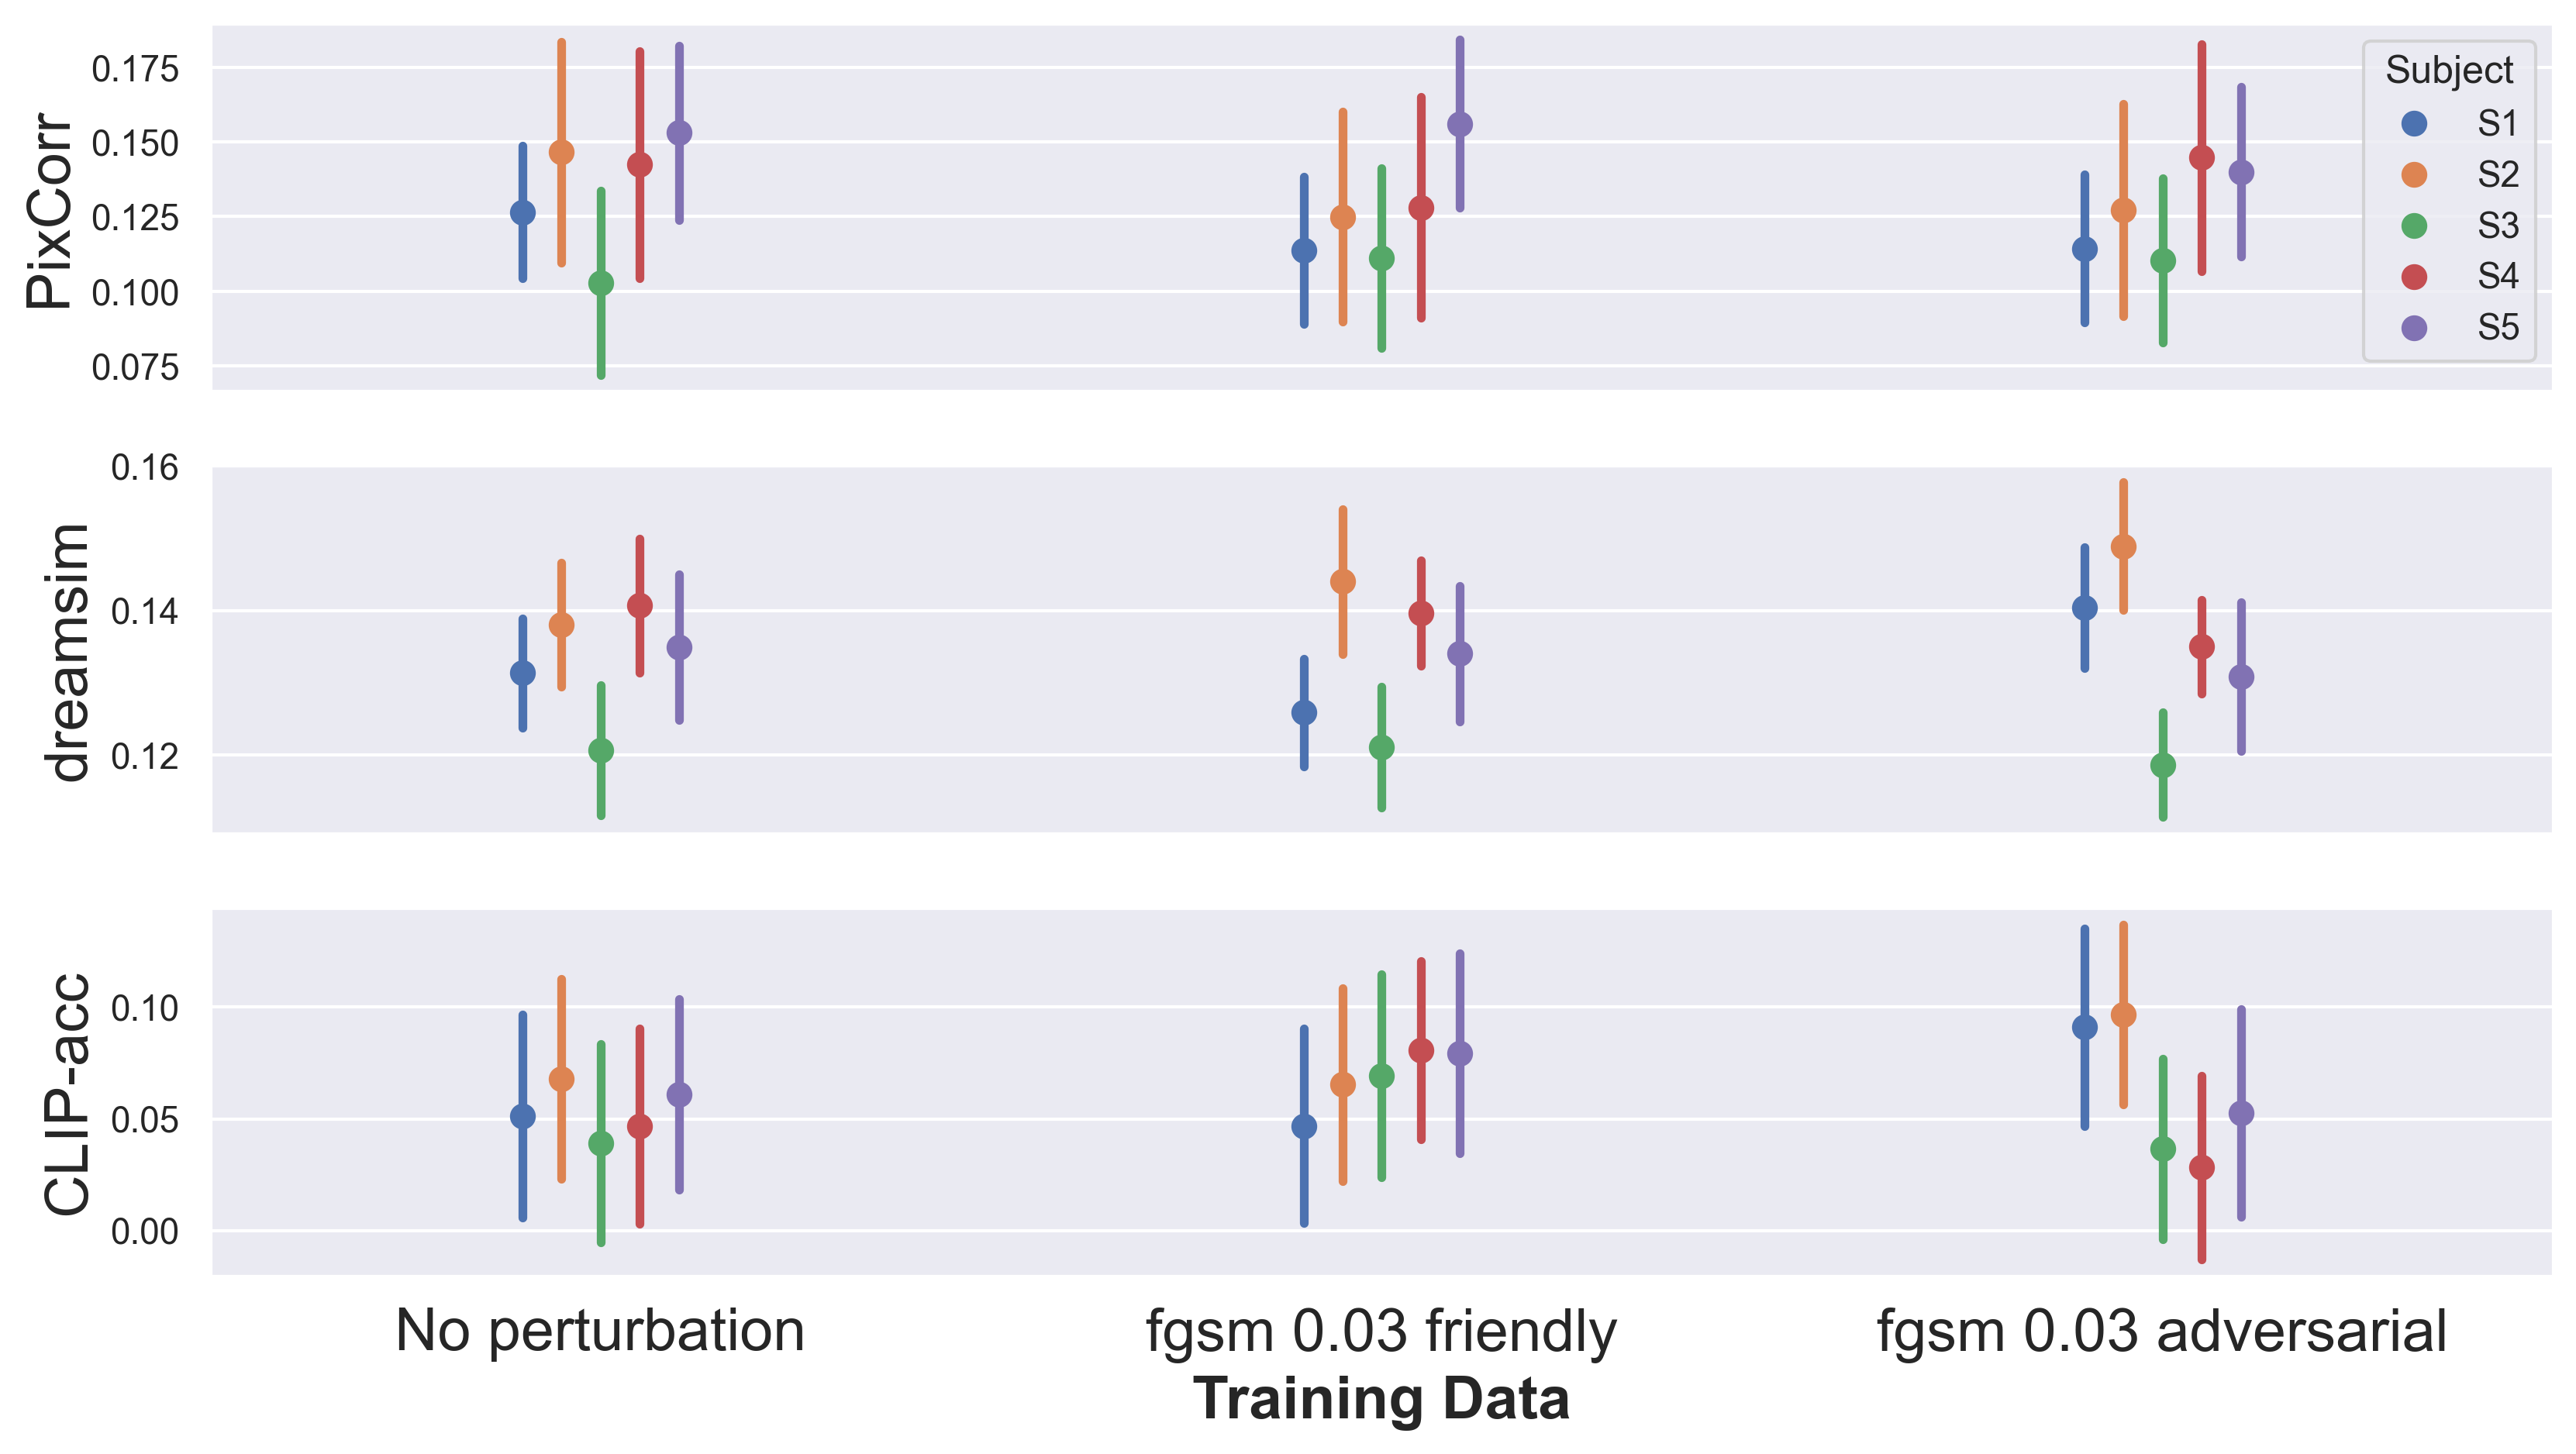 PixCorr
0.175
0.150
0.125
0.100
0.075
Subject
S1
S2
S3
S4
S5
dreamsim
0.16
0.14
0.12
CLIP-acc
0.10
0.05
0.00
No perturbation
fgsm 0.03 friendly
fgsm 0.03 adversarial
Training Data